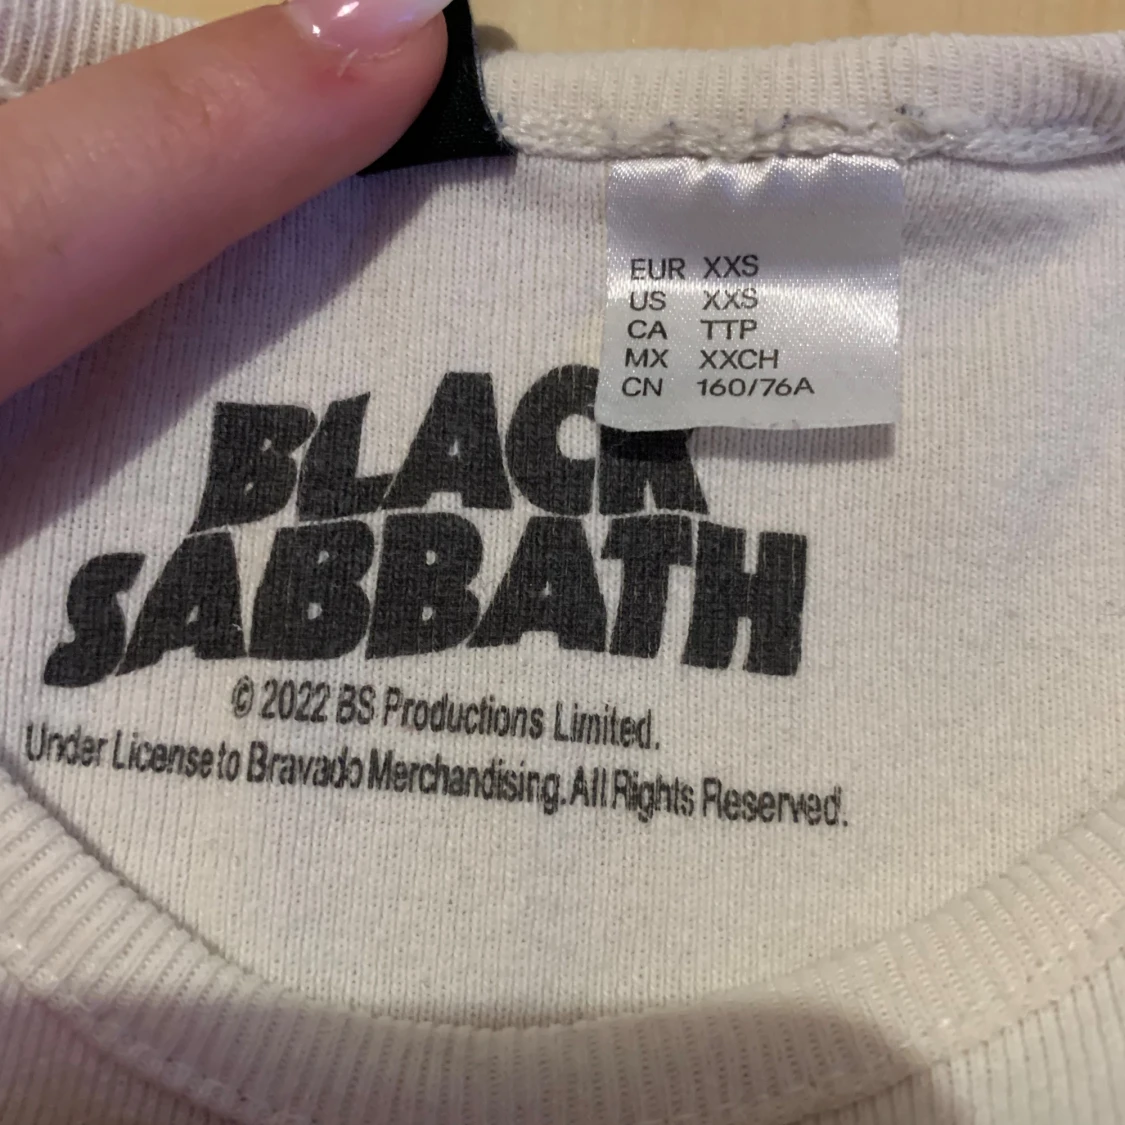 EUR XXS
US XXS
CA TTP
MX XXCH
CN 160/76A
BLACK
SABBATH
© 2022 BS Productions Limited.
Under License to Bravado Merchandising. All Rights Reserved.